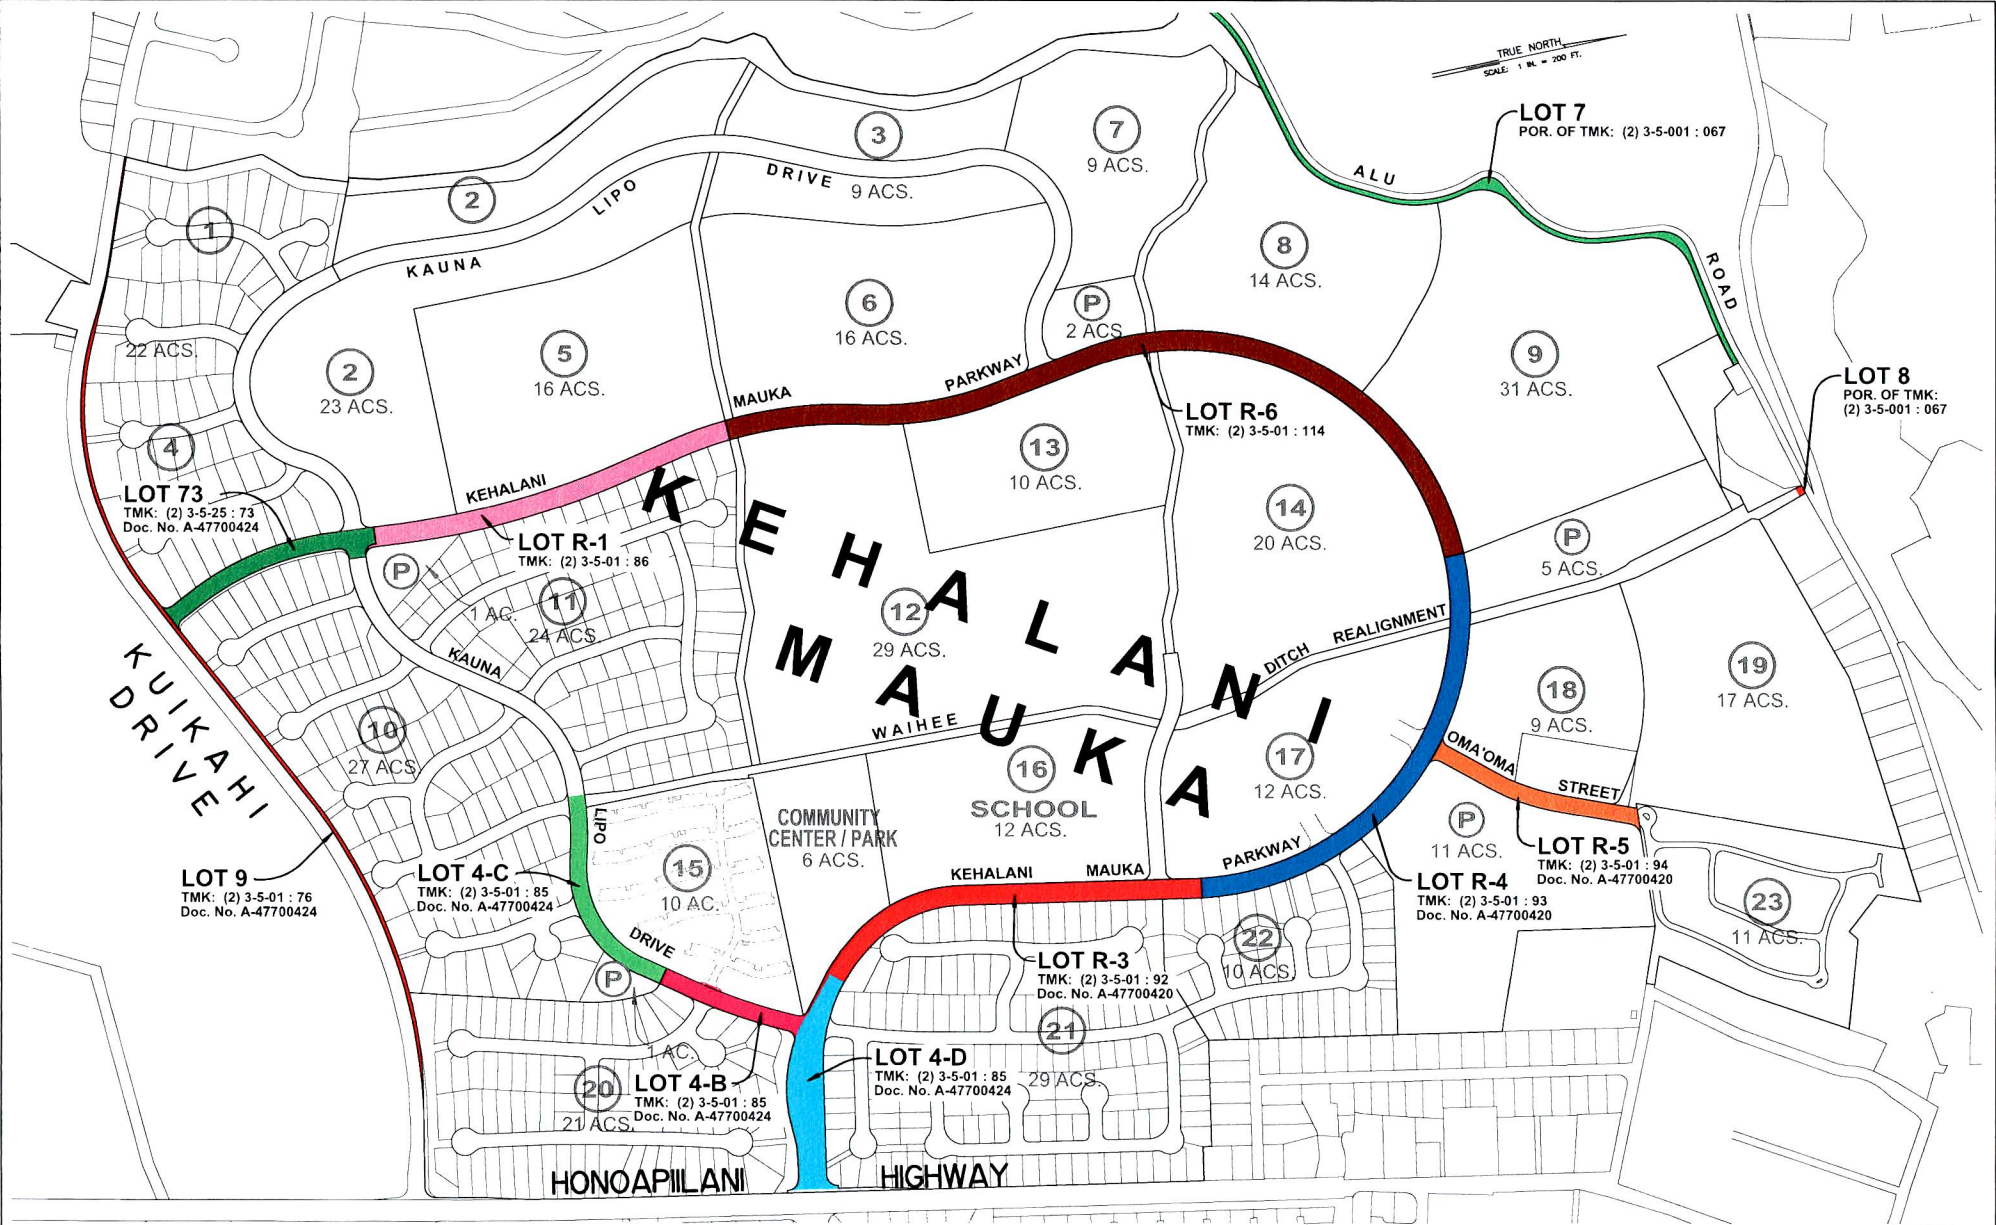 TRUE NORTH
SCALE: 1 IN. = 200 FT.
LOT 7
POR. OF TMK: (2) 3-5-001 : 067
3
7
9 ACS.
DRIVE
9 ACS.
ALU
2
LIPO
1
KAUNA
8
14 ACS.
ROAD
6
16 ACS.
P
2 ACS.
22 ACS.
2
23 ACS.
5
16 ACS.
9
31 ACS.
LOT 8
POR. OF TMK:
(2) 3-5-001 : 067
MAUKA
PARKWAY
LOT R-6
TMK: (2) 3-5-01 : 114
4
13
10 ACS.
KEHALANI
LOT 73
TMK: (2) 3-5-25 : 73
Doc. No. A-47700424
14
20 ACS.
LOT R-1
TMK: (2) 3-5-01 : 86
P
5 ACS.
P
1 AC.
11
24 ACS
KEHALANI
MAUKA
12
29 ACS.
DITCH
REALIGNMENT
KAUNA
KUIKAHI
DRIVE
10
27 ACS.
WAIHEE
18
9 ACS.
19
17 ACS.
OMA'OMA
STREET
16
SCHOOL
12 ACS.
17
12 ACS.
LIPO
COMMUNITY
CENTER / PARK
6 ACS.
P
11 ACS.
LOT R-5
TMK: (2) 3-5-01 : 94
Doc. No. A-47700420
15
10 AC.
LOT 9
TMK: (2) 3-5-01 : 76
Doc. No. A-47700424
LOT 4-C
TMK: (2) 3-5-01 : 85
Doc. No. A-47700424
KEHALANI
MAUKA
PARKWAY
LOT R-4
TMK: (2) 3-5-01 : 93
Doc. No. A-47700420
23
11 ACS.
DRIVE
22
10 ACS.
LOT R-3
TMK: (2) 3-5-01 : 92
Doc. No. A-47700420
P
1 AC.
21
29 ACS.
20
21 ACS.
LOT 4-B
TMK: (2) 3-5-01 : 85
Doc. No. A-47700424
LOT 4-D
TMK: (2) 3-5-01 : 85
Doc. No. A-47700424
HONOAPIILANI
HIGHWAY